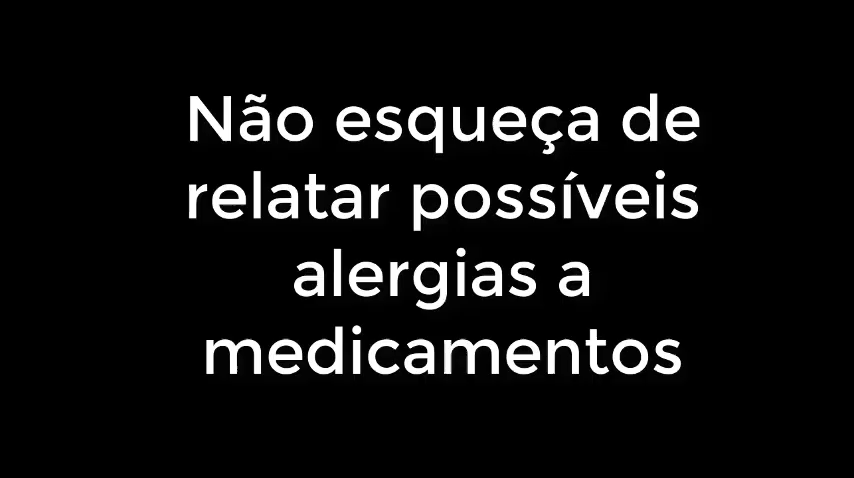 Não esqueça de
relatar possíveis
alergias a
medicamentos